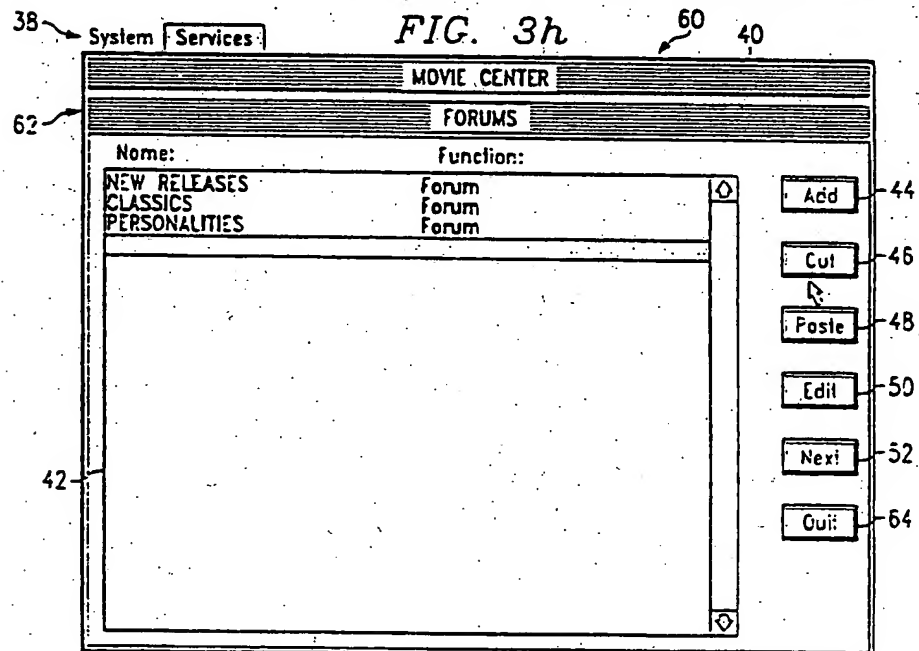 38 System Services FIG. 3h 60 40
MOVIE CENTER
62 FORUMS
Name: Function:
NEW RELEASES Forum
CLASSICS Forum
PERSONALITIES Forum
Add 44
Cut 46
Paste 48
Edit 50
Next 52
42
Quit 64